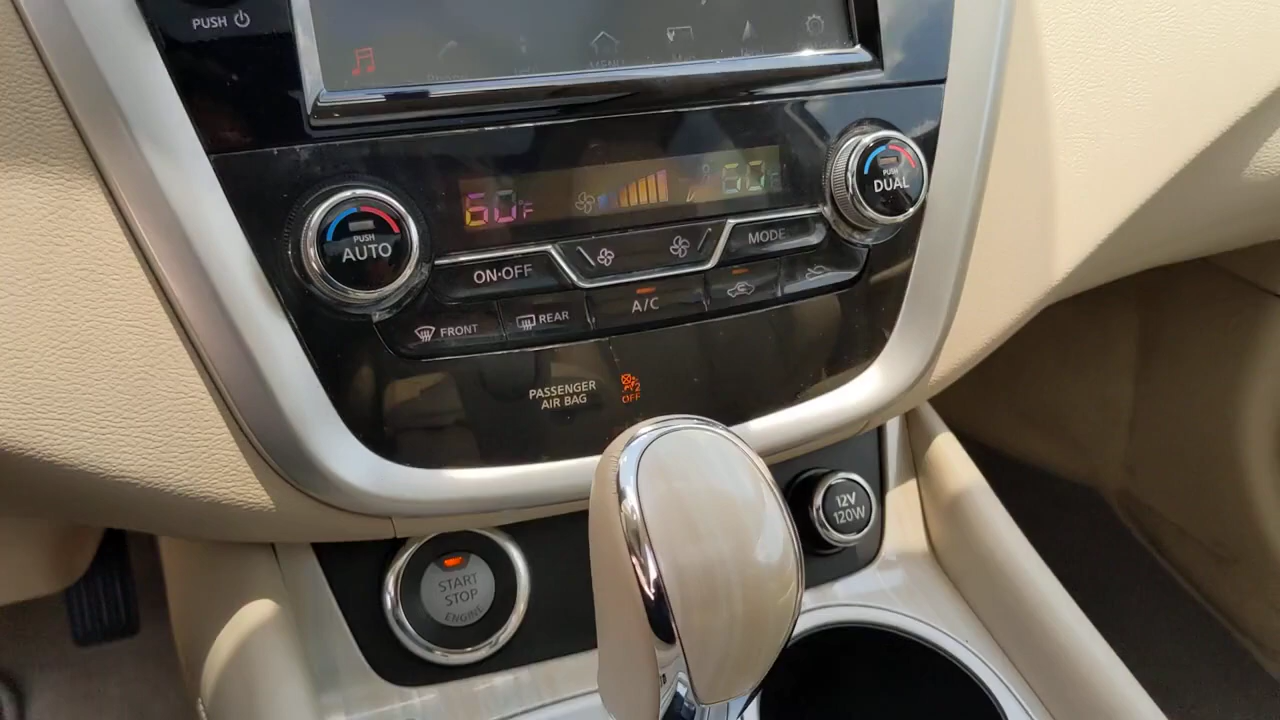 PUSH
MENU
60°F
60
PUSH
AUTO
PUSH
DUAL
ON·OFF
MODE
FRONT
REAR
A/C
PASSENGER
AIR BAG
OFF
12V
120W
START
STOP
ENGINE